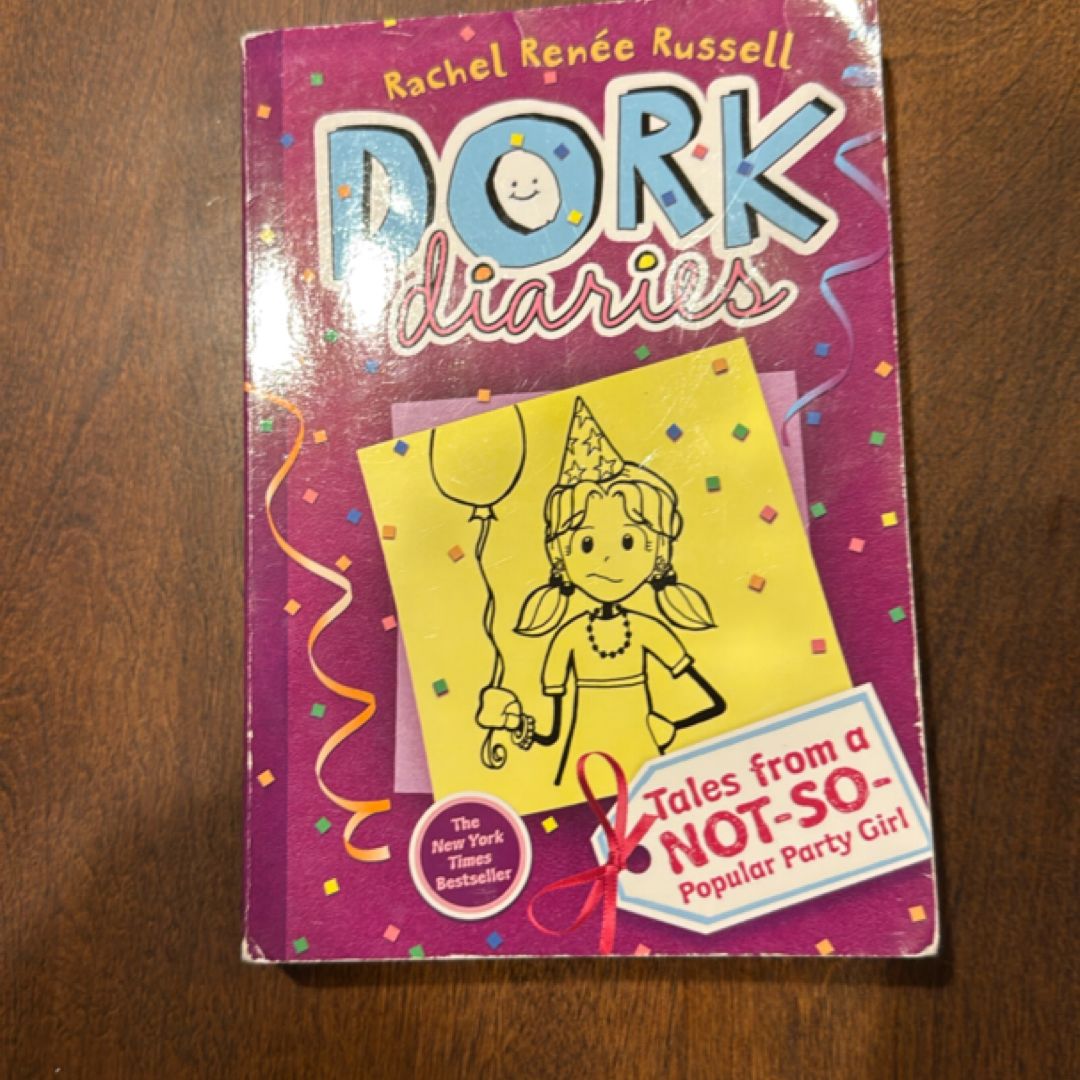 Rachel Renée Russell
DORK
diaries
Tales from a
NOT-SO-
Popular Party Girl
The
New York
Times
Bestseller